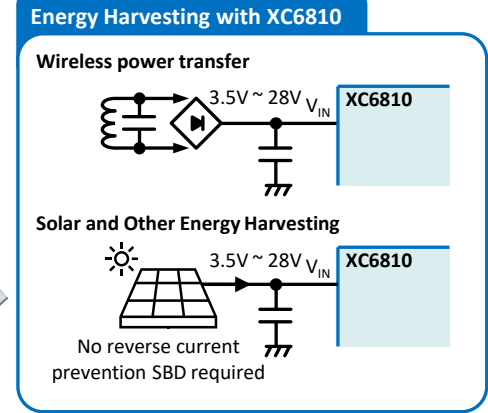 Energy Harvesting with XC6810
Wireless power transfer
3.5V ~ 28V VIN XC6810
Solar and Other Energy Harvesting
3.5V ~ 28V VIN XC6810
No reverse current
prevention SBD required